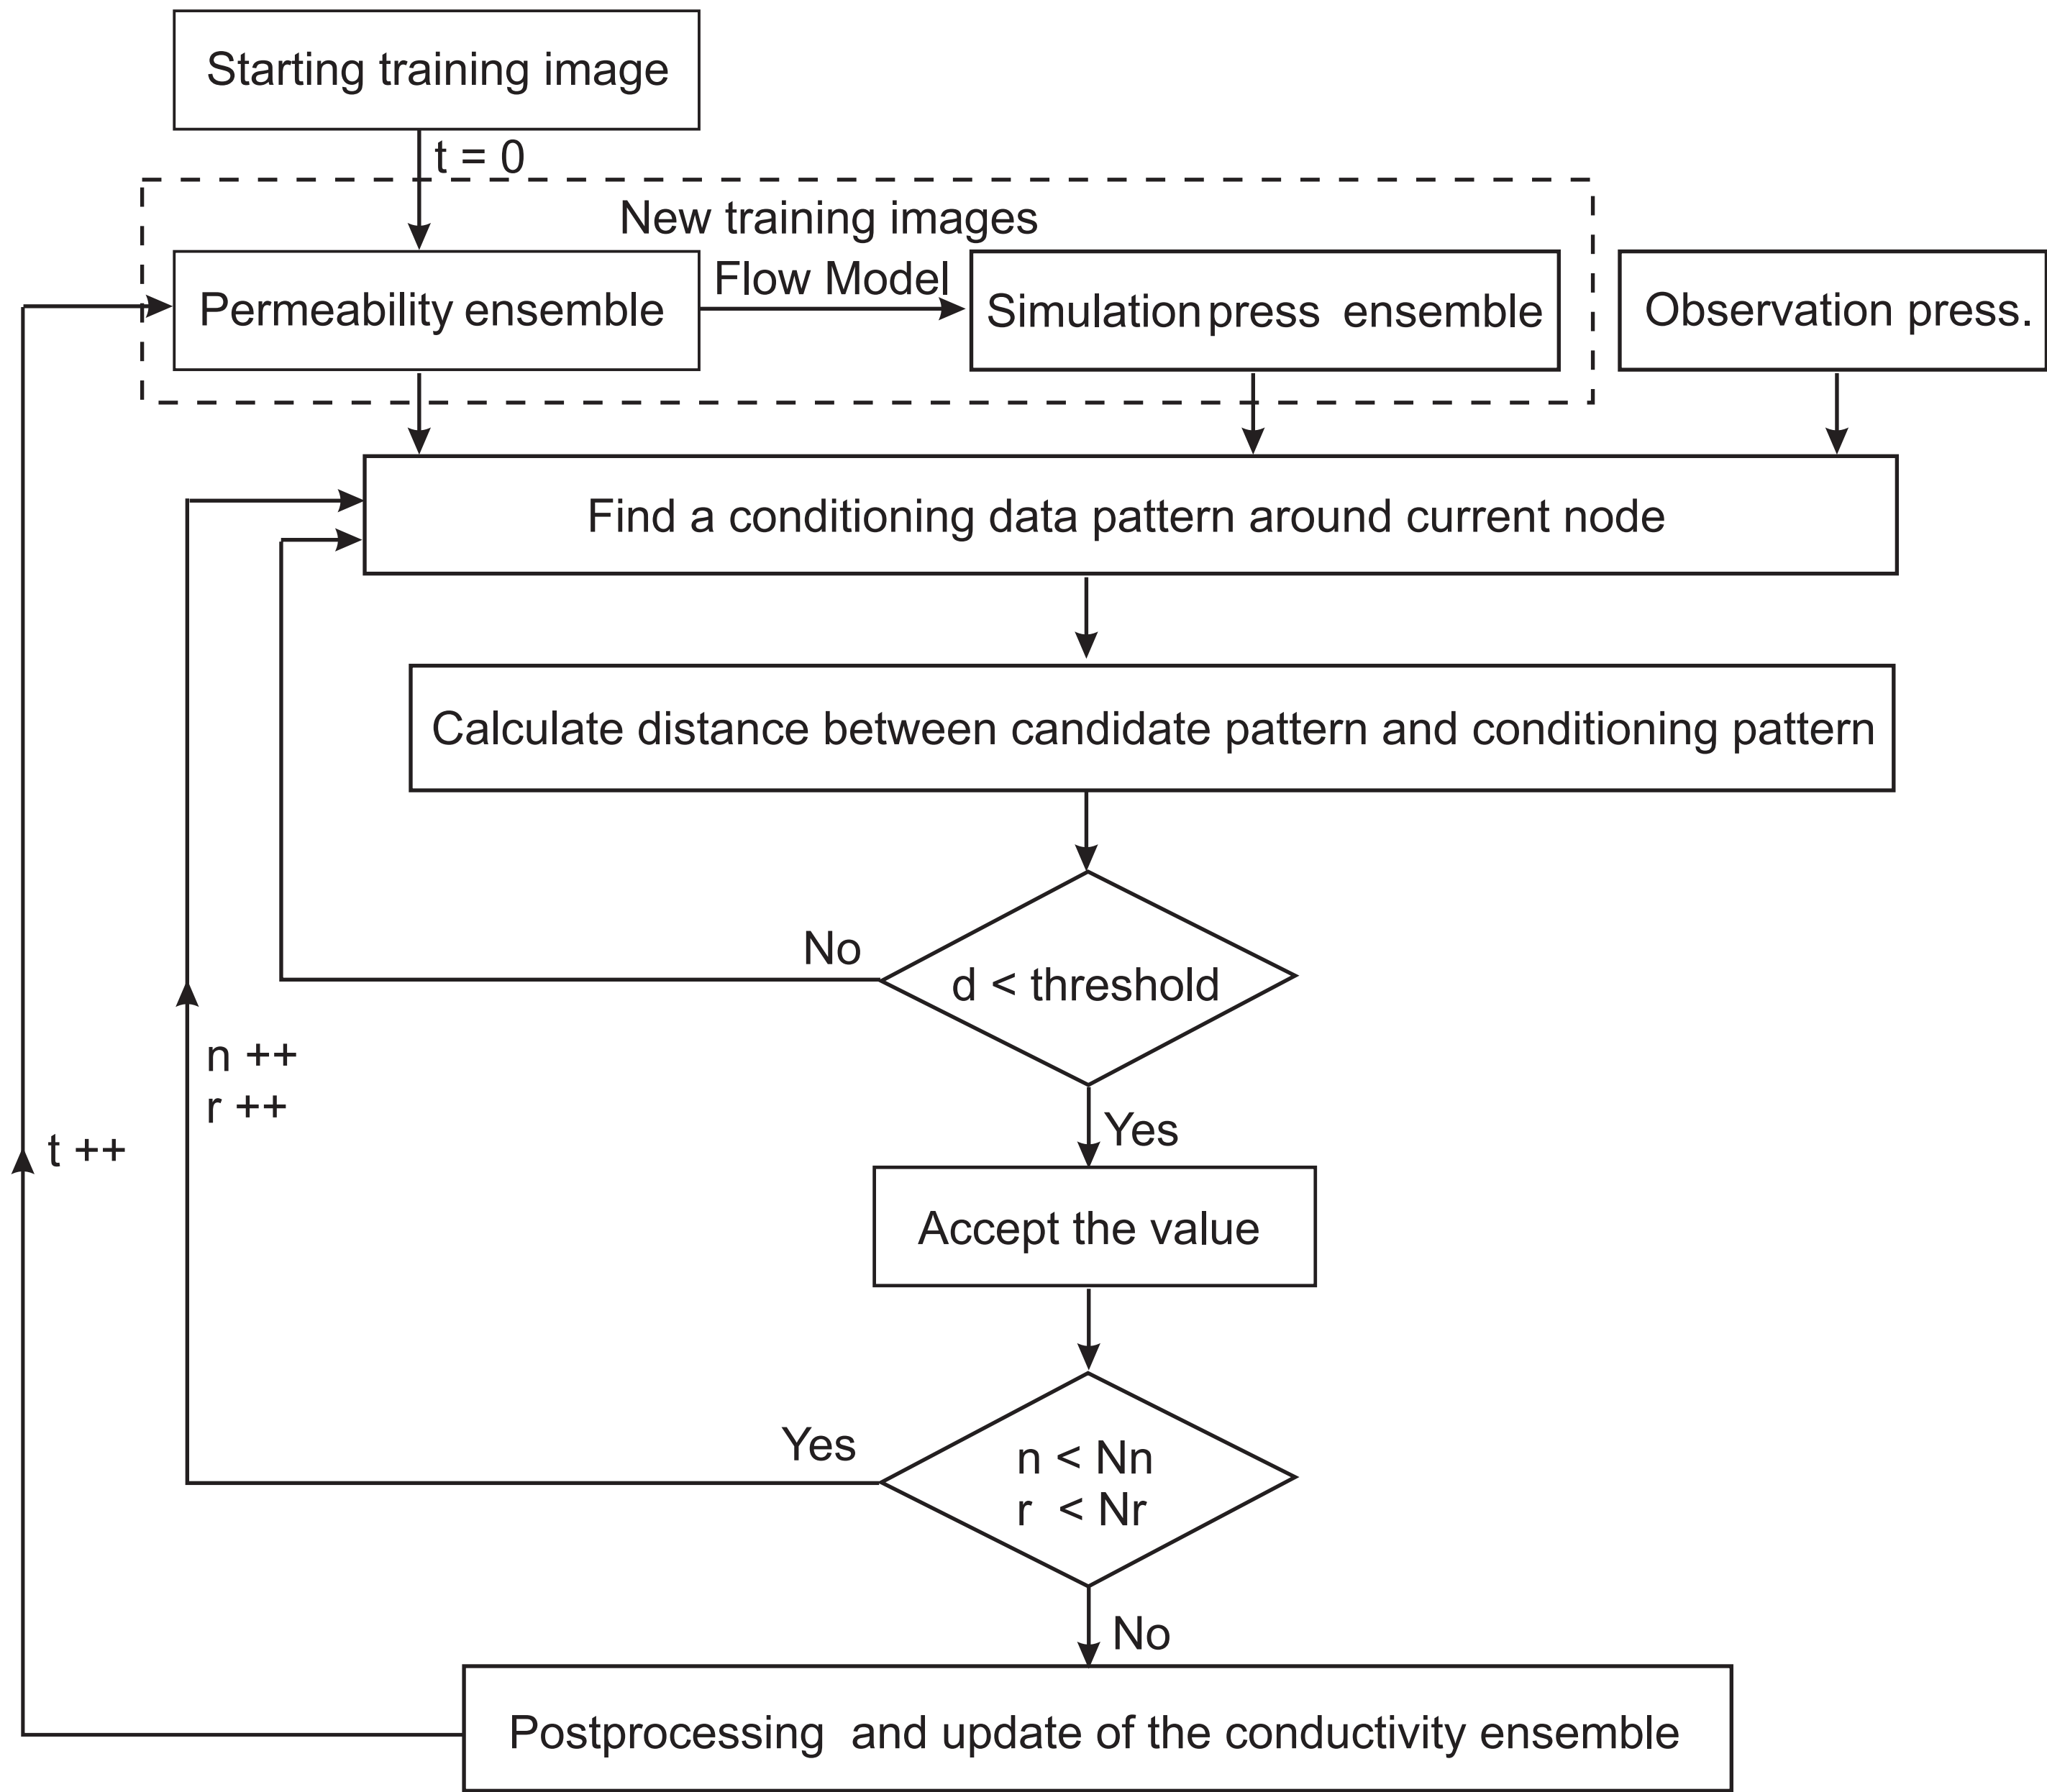 Starting training image
t = 0
New training images
Flow Model
Permeability ensemble
Simulation press ensemble
Observation press.
Find a conditioning data pattern around current node
Calculate distance between candidate pattern and conditioning pattern
No
d < threshold
n ++
r ++
Yes
t ++
Accept the value
Yes
n < Nn
r < Nr
No
Postprocessing and update of the conductivity ensemble